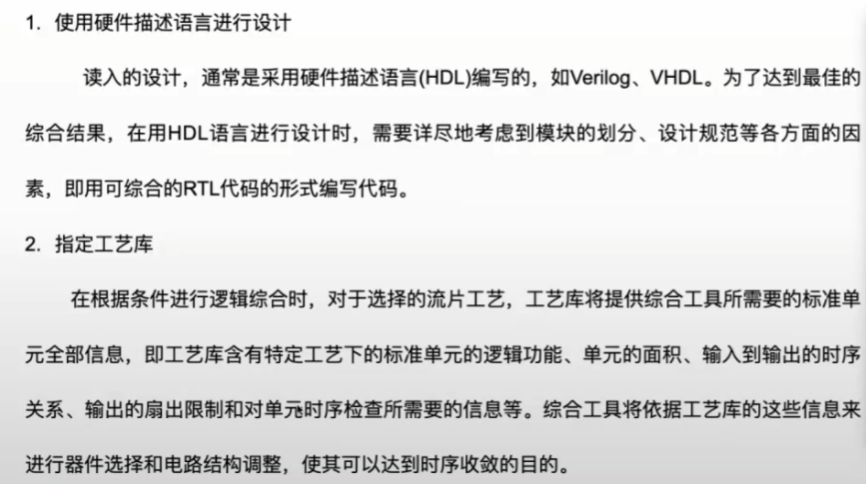 1. 使用硬件描述语言进行设计
读入的设计，通常是采用硬件描述语言(HDL)编写的，如Verilog、VHDL。为了达到最佳的
综合结果，在用HDL语言进行设计时，需要详尽地考虑到模块的划分、设计规范等各方面的因
素，即用可综合的RTL代码的形式编写代码。
2. 指定工艺库
在根据条件进行逻辑综合时，对于选择的流片工艺，工艺库将提供综合工具所需要的标准单
元全部信息，即工艺库含有特定工艺下的标准单元的逻辑功能、单元的面积、输入到输出的时序
关系、输出的扇出限制和对单元时序检查所需要的信息等。综合工具将依据工艺库的这些信息来
进行器件选择和电路结构调整，使其可以达到时序收敛的目的。